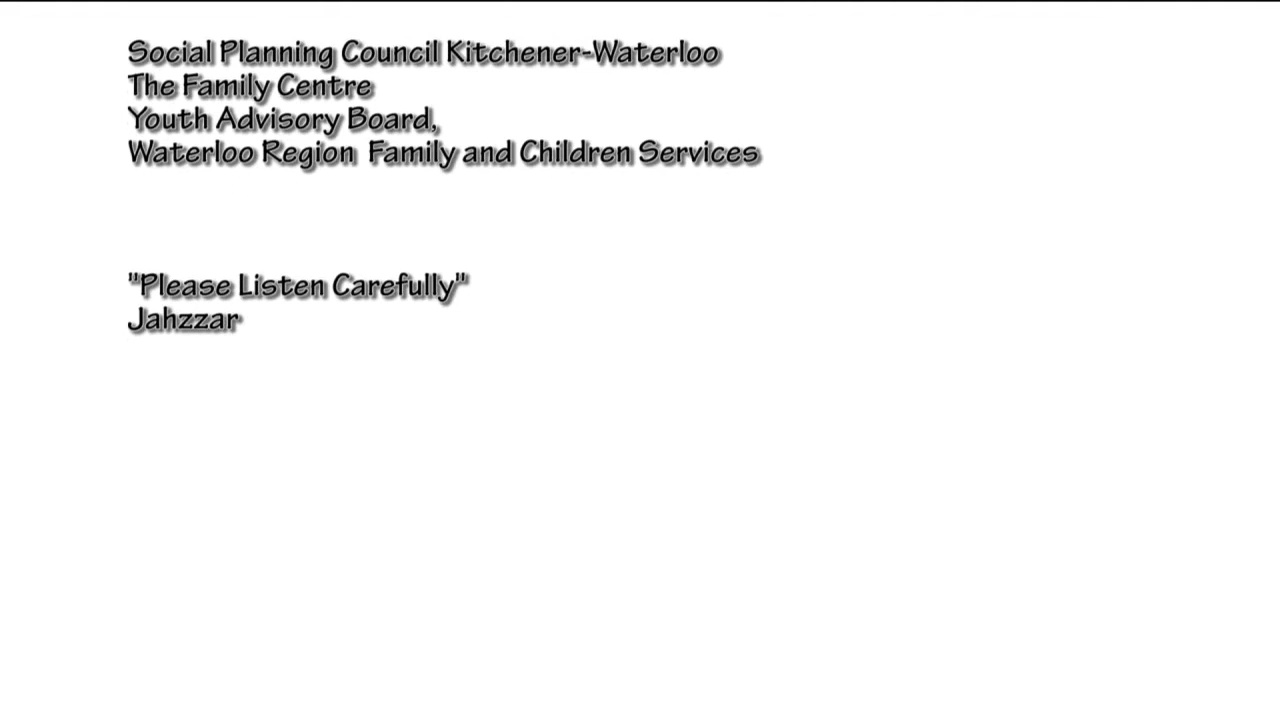 Social Planning Council Kitchener-Waterloo
The Family Centre
Youth Advisory Board,
Waterloo Region  Family and Children Services
"Please Listen Carefully"
Jahzzar